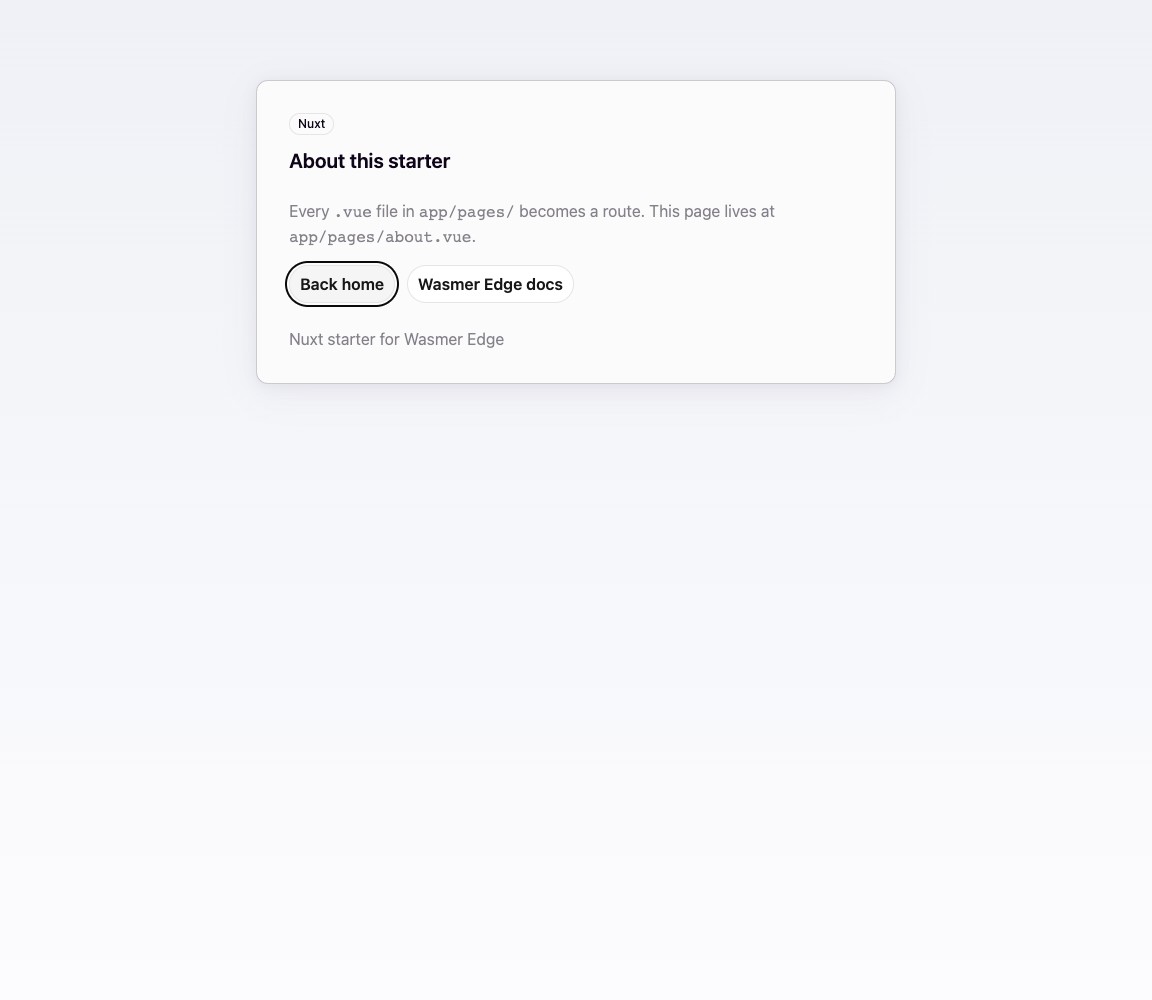 Nuxt
About this starter
Every .vue file in app/pages/ becomes a route. This page lives at
app/pages/about.vue.
Back home
Wasmer Edge docs
Nuxt starter for Wasmer Edge